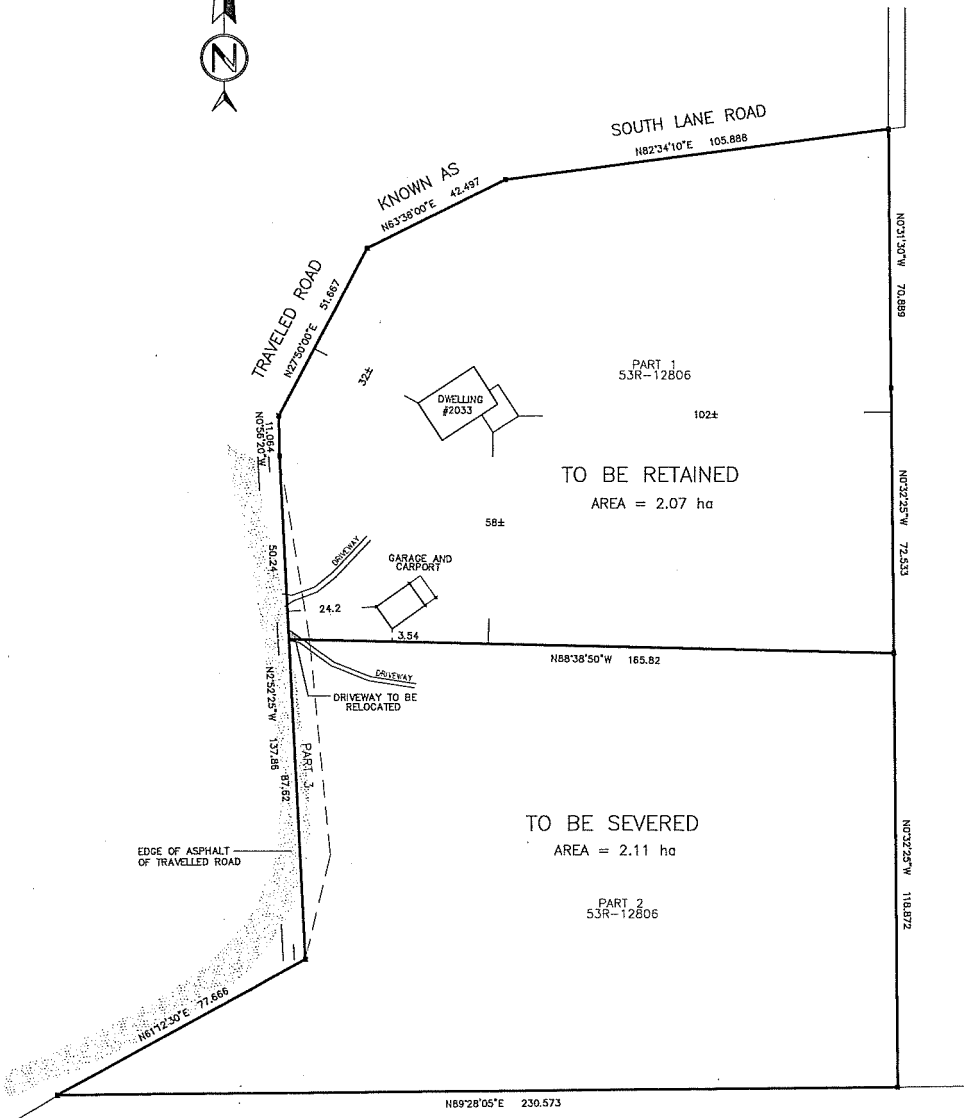 N
SOUTH LANE ROAD
N82°34'10"E 105.888
KNOWN AS
N63°38'00"E 42.497
TRAVELED ROAD
N27°50'00"E 51.667
N0°31'30"W 70.889
PART 1
53R-12806
32±
DWELLING
#2033
102±
11.064
N0°56'20"W
TO BE RETAINED
AREA = 2.07 ha
N0°32'25"W 72.533
58±
50.24
DRIVEWAY
GARAGE AND
CARPORT
24.2
3.54
N88°38'50"W 165.82
DRIVEWAY
DRIVEWAY TO BE
RELOCATED
N2°52'25"W 137.86
87.62
PART 3
TO BE SEVERED
AREA = 2.11 ha
EDGE OF ASPHALT
OF TRAVELLED ROAD
N0°32'25"W 118.872
PART 2
53R-12806
N61°12'30"E 77.666
N89°28'05"E 230.573